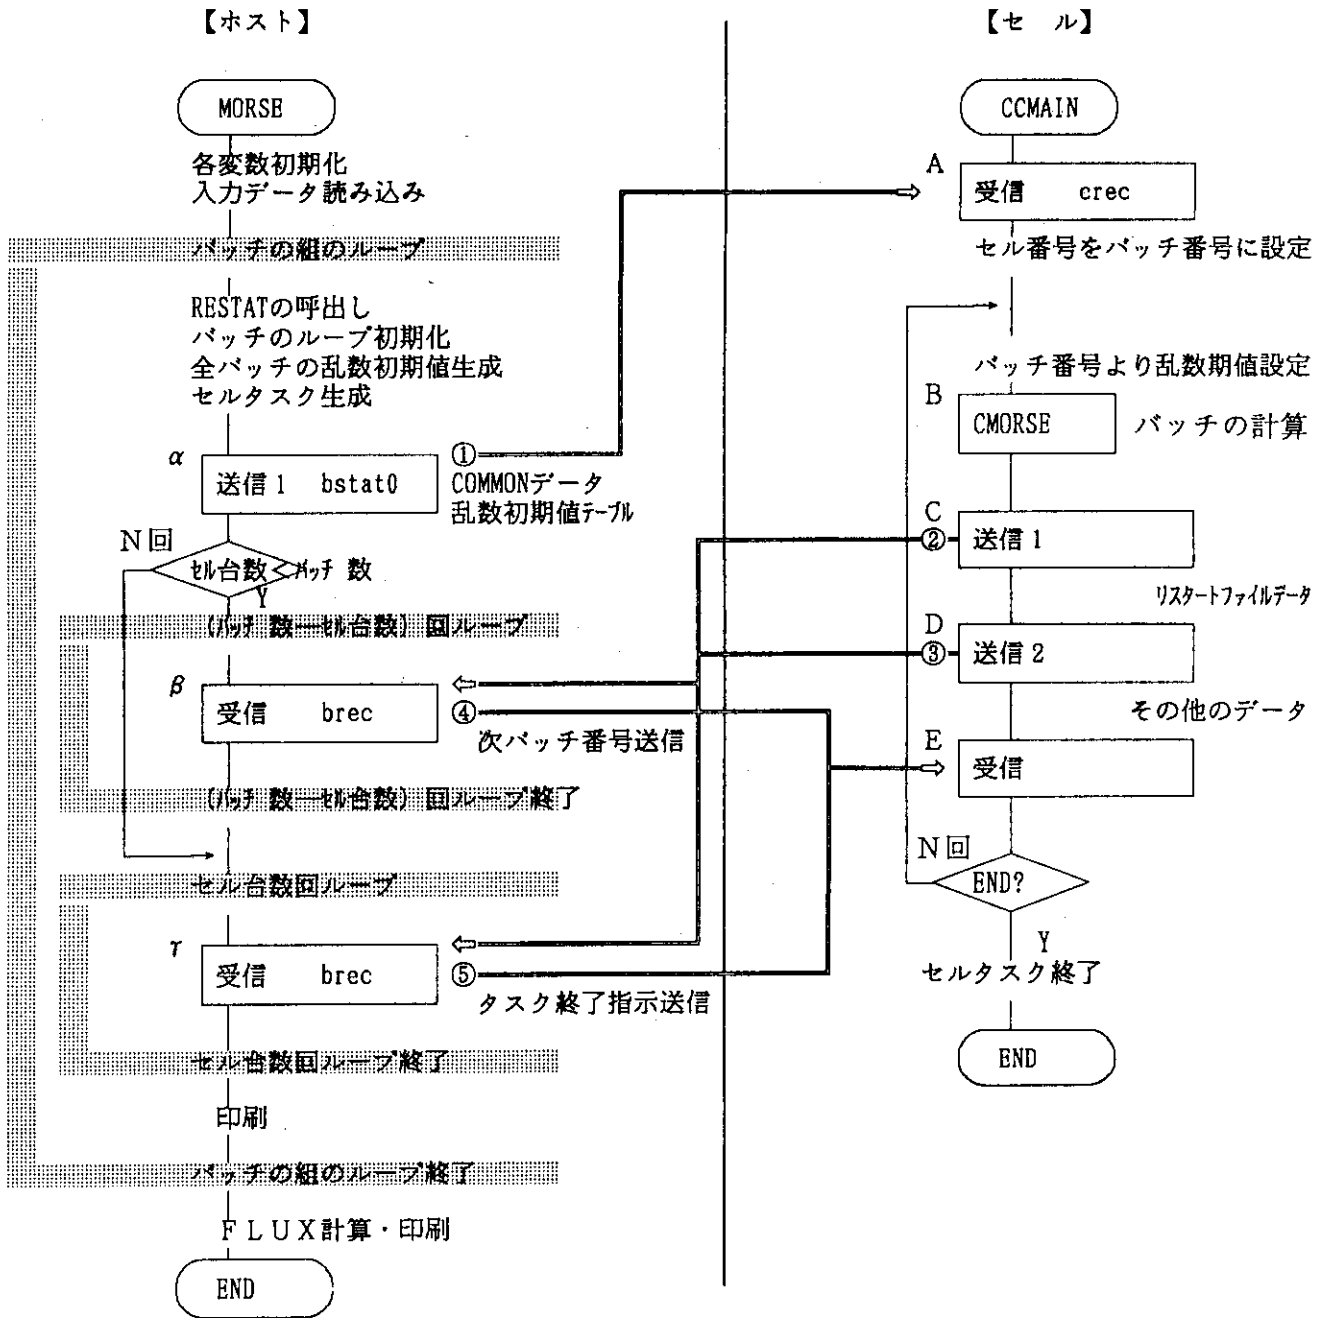 【ホスト】
MORSE
各変数初期化
入力データ読み込み
バッチの組のループ
RESTATの呼出し
バッチのループ初期化
全バッチの乱数初期値生成
セルタスク生成
α
送信1 bstat0
①
COMMONデータ
乱数初期値テーブル
N回
セル台数<バッチ 数
Y
(バッチ 数―セル台数) 回ループ
β
受信 brec
④
次バッチ番号送信
(バッチ 数―セル台数) 回ループ終了
セル台数回ループ
γ
受信 brec
⑤
タスク終了指示送信
セル台数回ループ終了
印刷
バッチの組のループ終了
FLUX計算・印刷
END
【セ ル】
CCMAIN
A
受信 crec
セル番号をバッチ番号に設定
バッチ番号より乱数期値設定
B
CMORSE バッチの計算
C
② 送信1
リスタートファイルデータ
D
③ 送信2
その他のデータ
E
受信
N回
END?
Y
セルタスク終了
END